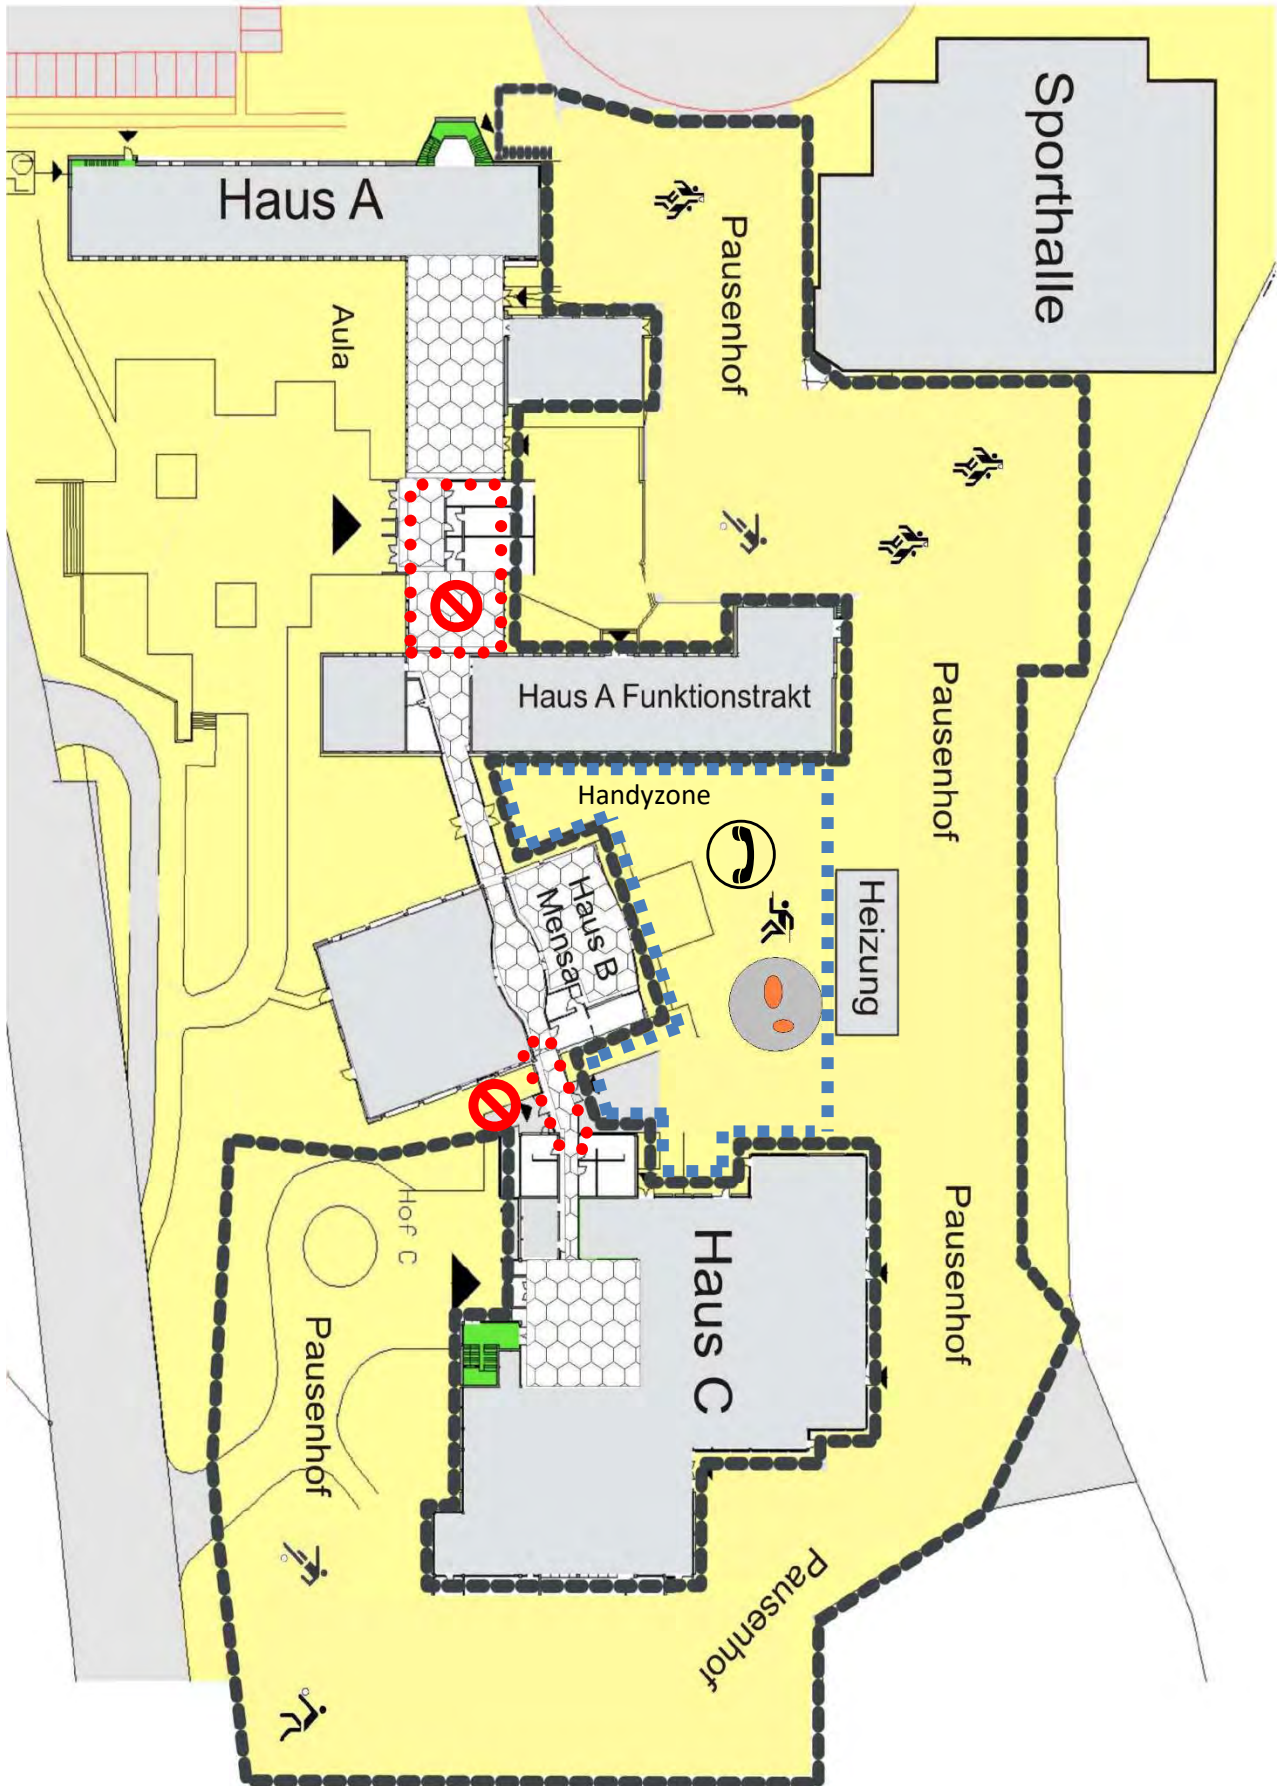 Sporthalle
Haus A
Pausenhof
Aula
Haus A Funktionstrakt
Pausenhof
Handyzone
Haus B
Mensa
Heizung
Hof C
Pausenhof
Haus C
Pausenhof
Pausenhof